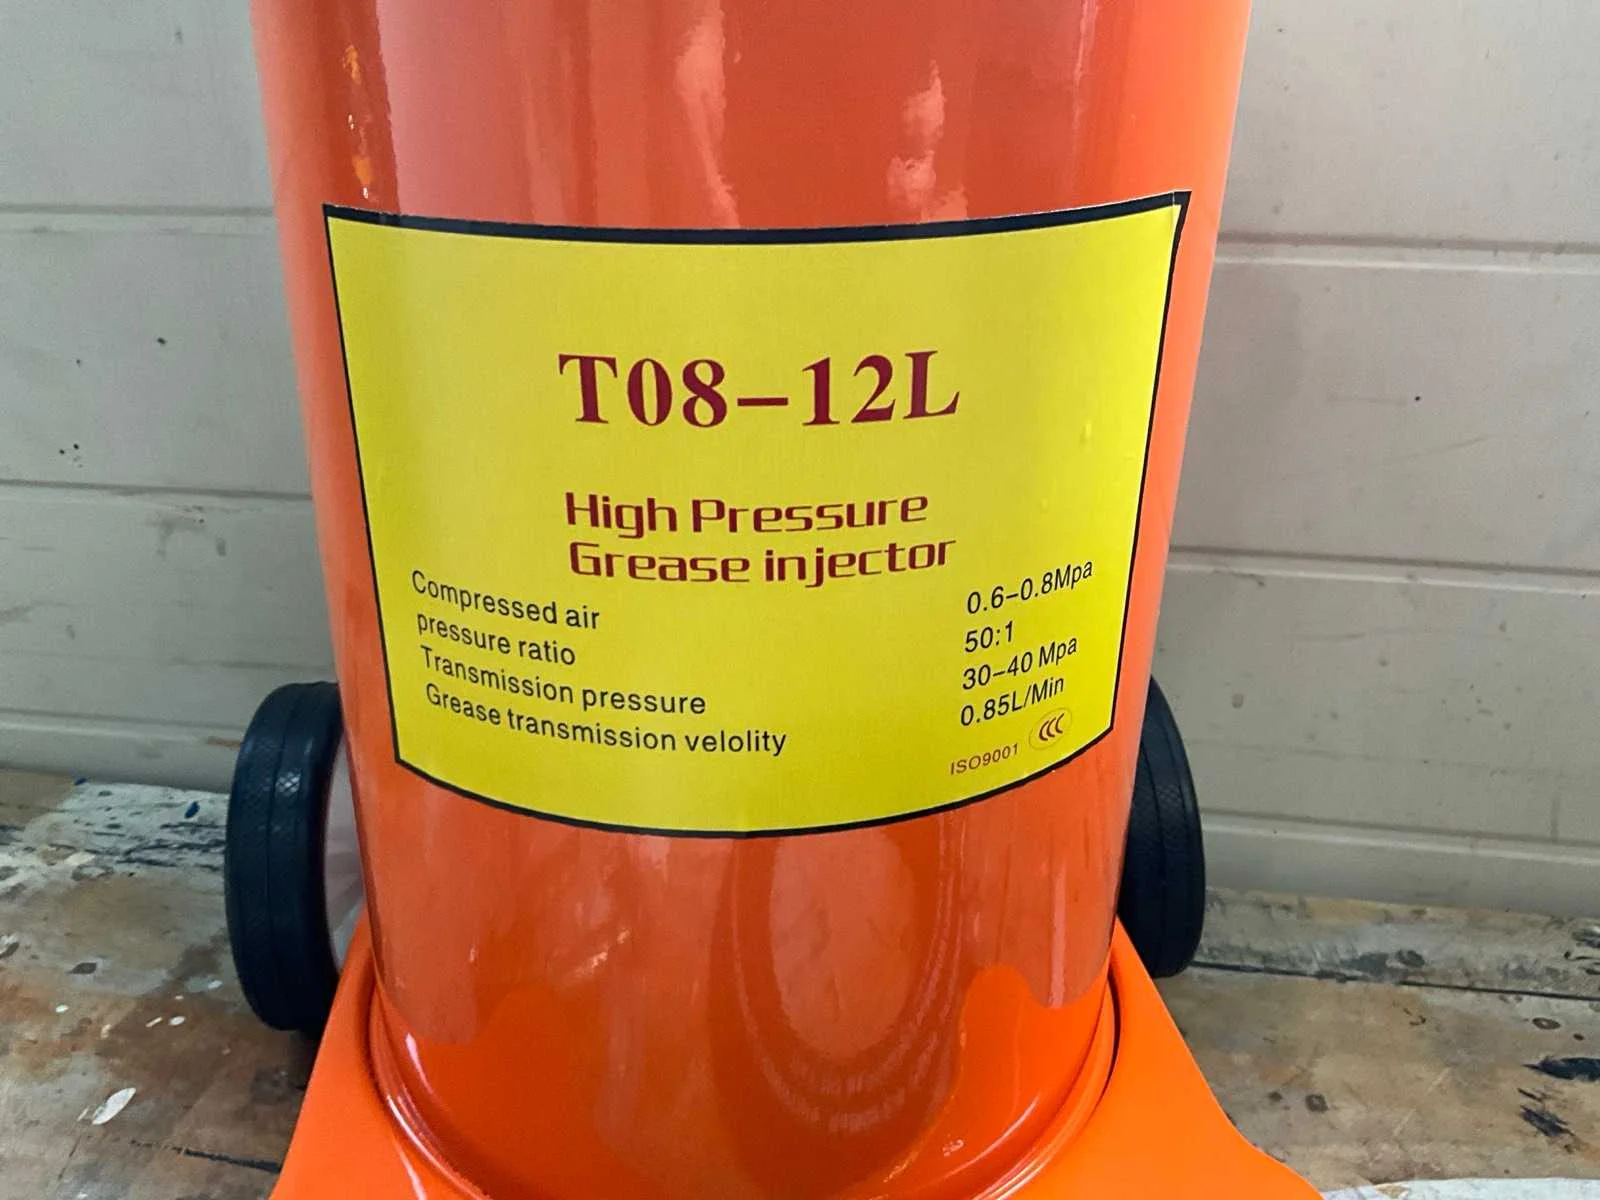 T08-12L
High Pressure
Grease injector
Compressed air 0.6-0.8Mpa
pressure ratio 50:1
Transmission pressure 30-40 Mpa
Grease transmission velolity 0.85L/Min
ISO9001 CCC